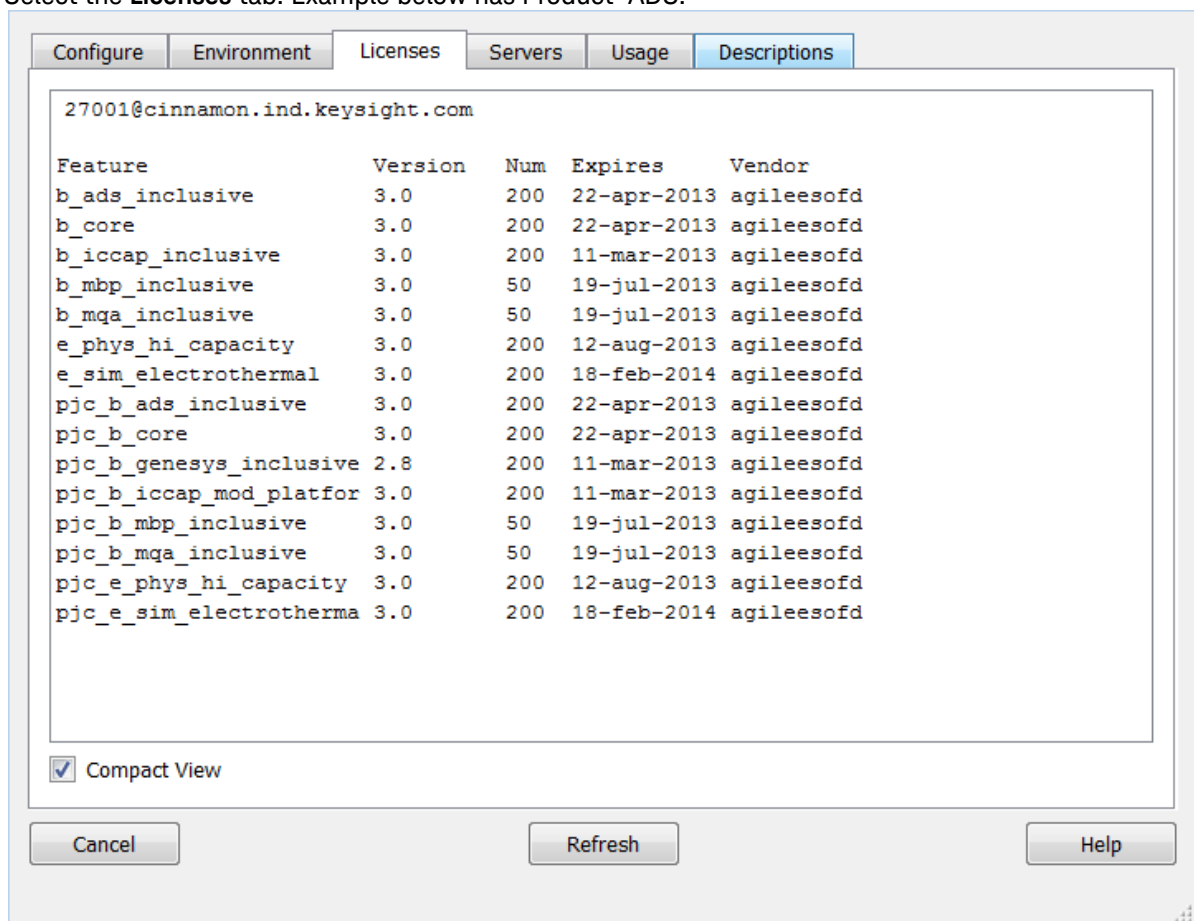 Select the Licenses tab. Example below has Product- ADS.
Configure Environment Licenses Servers Usage Descriptions
27001@cinnamon.ind.keysight.com
Feature Version Num Expires Vendor
b_ads_inclusive 3.0 200 22-apr-2013 agileesofd
b_core 3.0 200 22-apr-2013 agileesofd
b_iccap_inclusive 3.0 200 11-mar-2013 agileesofd
b_mbp_inclusive 3.0 50 19-jul-2013 agileesofd
b_mqa_inclusive 3.0 50 19-jul-2013 agileesofd
e_phys_hi_capacity 3.0 200 12-aug-2013 agileesofd
e_sim_electrothermal 3.0 200 18-feb-2014 agileesofd
pjc_b_ads_inclusive 3.0 200 22-apr-2013 agileesofd
pjc_b_core 3.0 200 22-apr-2013 agileesofd
pjc_b_genesys_inclusive 2.8 200 11-mar-2013 agileesofd
pjc_b_iccap_mod_platfor 3.0 200 11-mar-2013 agileesofd
pjc_b_mbp_inclusive 3.0 50 19-jul-2013 agileesofd
pjc_b_mqa_inclusive 3.0 50 19-jul-2013 agileesofd
pjc_e_phys_hi_capacity 3.0 200 12-aug-2013 agileesofd
pjc_e_sim_electrotherma 3.0 200 18-feb-2014 agileesofd
Compact View
Cancel Refresh Help